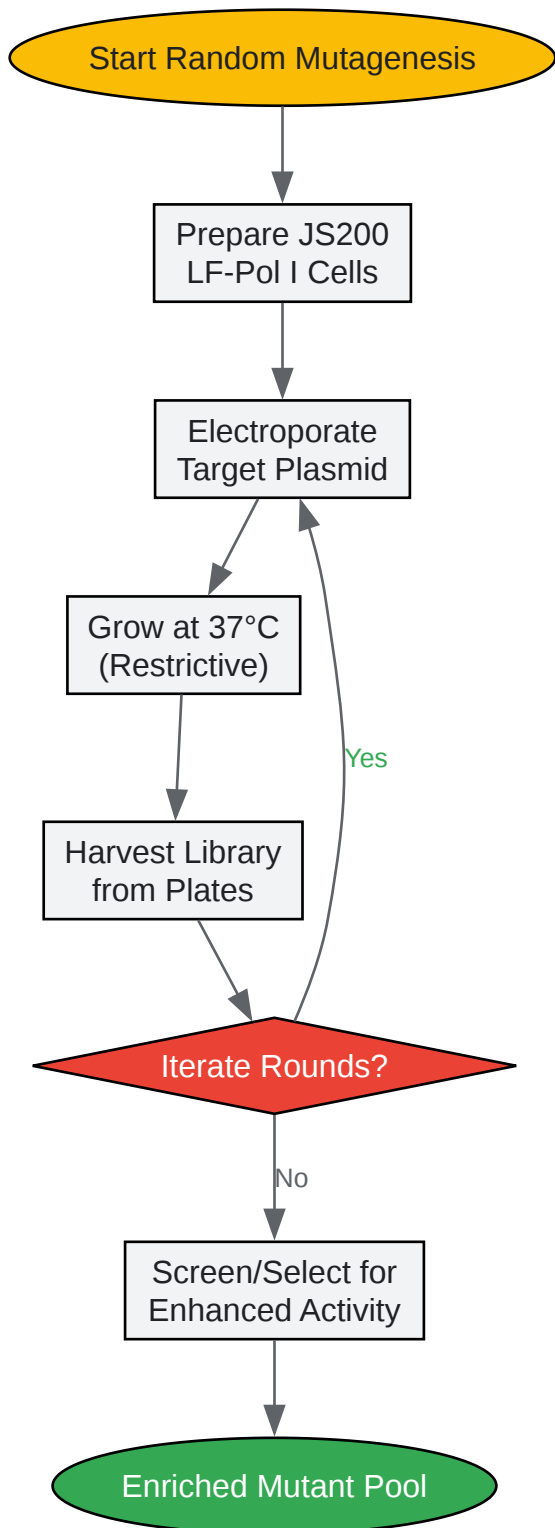 Start Random Mutagenesis
Prepare JS200
LF-Pol I Cells
Electroporate
Target Plasmid
Grow at 37°C
(Restrictive)
Yes
Harvest Library
from Plates
Iterate Rounds?
No
Screen/Select for
Enhanced Activity
Enriched Mutant Pool